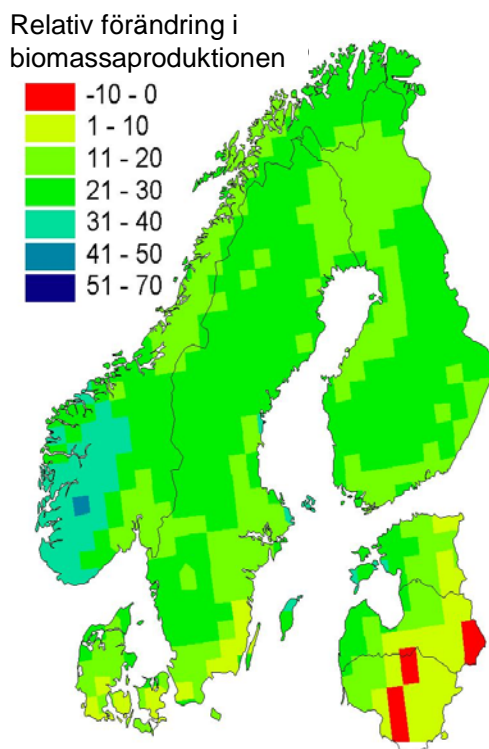 Relativ förändring i
biomassaproduktionen
-10 - 0
1 - 10
11 - 20
21 - 30
31 - 40
41 - 50
51 - 70